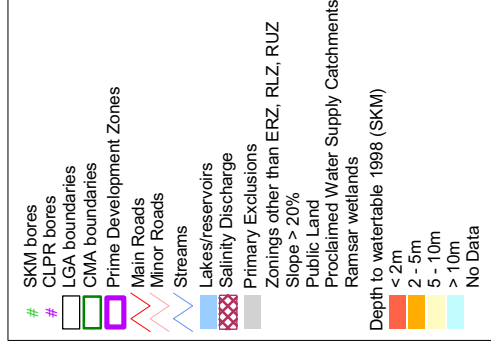 # SKM bores
# CLPR bores
LGA boundaries
CMA boundaries
Prime Development Zones
Main Roads
Minor Roads
Streams
Lakes/reservoirs
Salinity Discharge
Primary Exclusions
Zonings other than ERZ, RLZ, RUZ
Slope > 20%
Public Land
Proclaimed Water Supply Catchments
Ramsar wetlands
Depth to watertable 1998 (SKM)
< 2m
2 - 5m
5 - 10m
> 10m
No Data